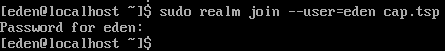 [eden@localhost ~]$ sudo realm join --user=eden cap.tsp
Password for eden:
[eden@localhost ~]$